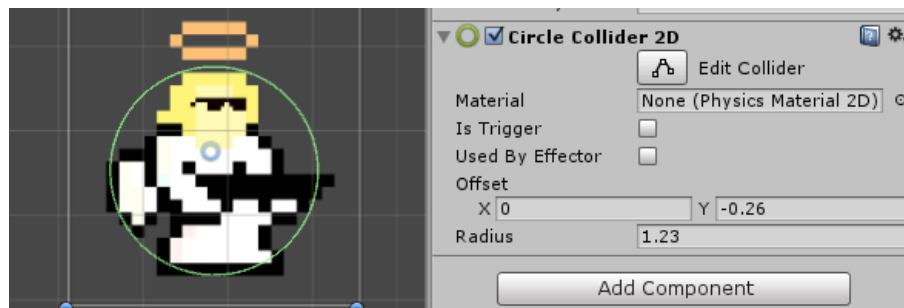 Circle Collider 2D
Edit Collider
Material None (Physics Material 2D)
Is Trigger
Used By Effector
Offset
X 0 Y -0.26
Radius 1.23
Add Component